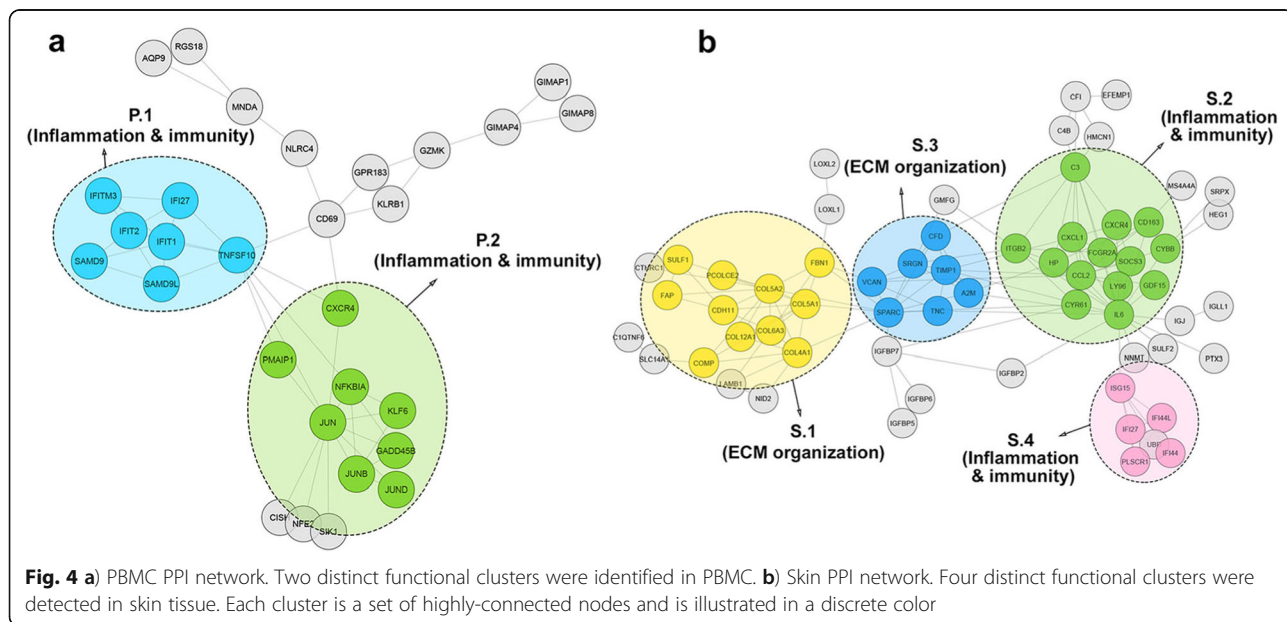 a
AQP9
RGS18
MNDA
NLRC4
GIMAP1
GIMAP8
GIMAP4
GZMK
GPR183
KLRB1
CD69
P.1
(Inflammation & immunity)
IFITM3
IFI27
IFIT2
IFIT1
SAMD9
SAMD9L
TNFSF10
P.2
(Inflammation & immunity)
CXCR4
PMAIP1
NFKBIA
KLF6
JUN
GADD45B
JUNB
JUND
SIK1
b
CFI
EFEMP1
C4B
HMCN1
S.2
(Inflammation
& immunity)
S.3
(ECM organization)
LOXL2
LOXL1
GMFG
C3
MS4A4A
SRPX
HEG1
CXCR4
CD163
CXCL1
CYBB
ITGB2
FCGR2A
HP
SOCS3
CCL2
LY96
GDF15
CYR61
IL6
CFD
SRGN
TIMP1
VCAN
A2M
SPARC
TNC
SULF1
FBN1
PCOLCE2
COL5A2
FAP
COL5A1
CDH11
COL6A3
COL12A1
COMP
COL4A1
C1QTNF6
LAMB1
NID2
IGFBP7
IGFBP2
IGFBP6
IGFBP5
IGJ
IGLL1
NNMT
SULF2
PTX3
S.1
(ECM organization)
S.4
(Inflammation
& immunity)
ISG15
IFI44L
IFI27
IFI44
PLSCR1
Fig. 4 a) PBMC PPI network. Two distinct functional clusters were identified in PBMC. b) Skin PPI network. Four distinct functional clusters were
detected in skin tissue. Each cluster is a set of highly-connected nodes and is illustrated in a discrete color